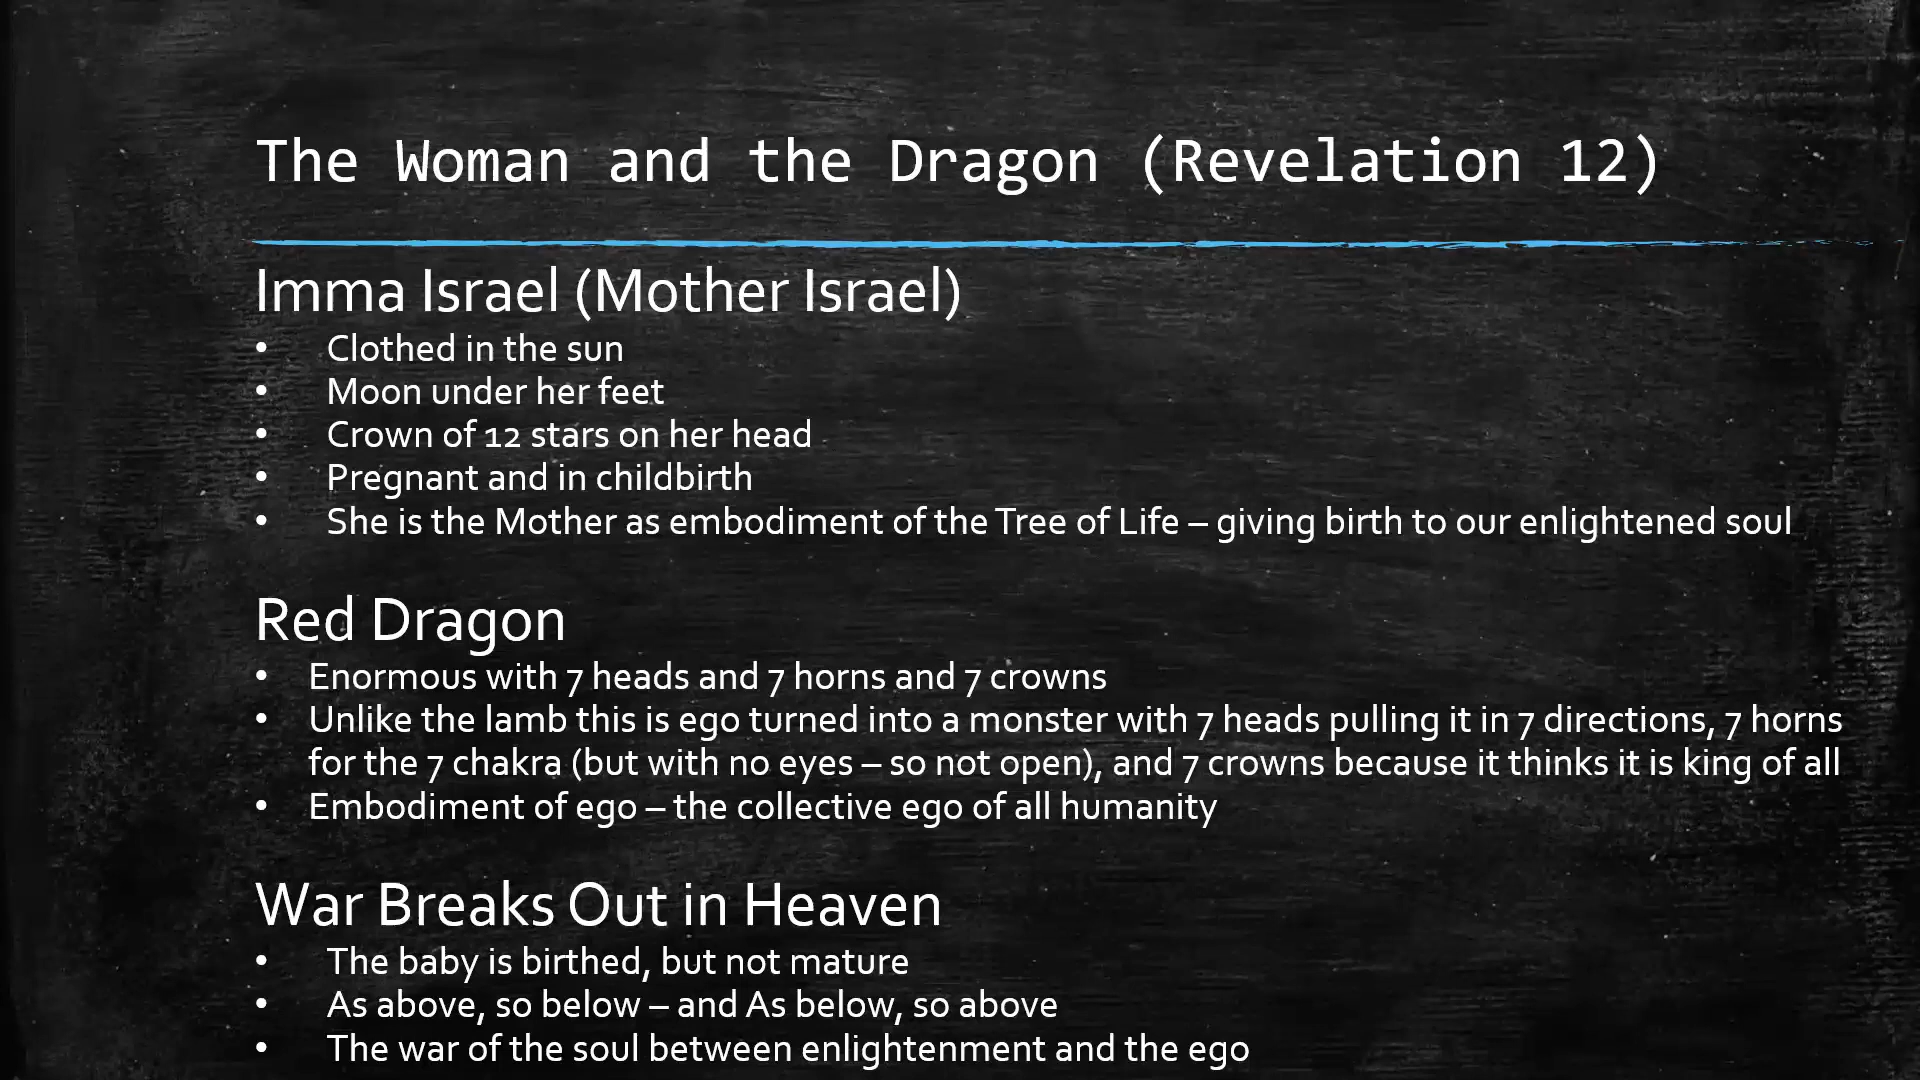 The Woman and the Dragon (Revelation 12)
Imma Israel (Mother Israel)
• Clothed in the sun
• Moon under her feet
• Crown of 12 stars on her head
• Pregnant and in childbirth
• She is the Mother as embodiment of the Tree of Life – giving birth to our enlightened soul
Red Dragon
• Enormous with 7 heads and 7 horns and 7 crowns
• Unlike the lamb this is ego turned into a monster with 7 heads pulling it in 7 directions, 7 horns
for the 7 chakra (but with no eyes – so not open), and 7 crowns because it thinks it is king of all
• Embodiment of ego – the collective ego of all humanity
War Breaks Out in Heaven
• The baby is birthed, but not mature
• As above, so below – and As below, so above
• The war of the soul between enlightenment and the ego